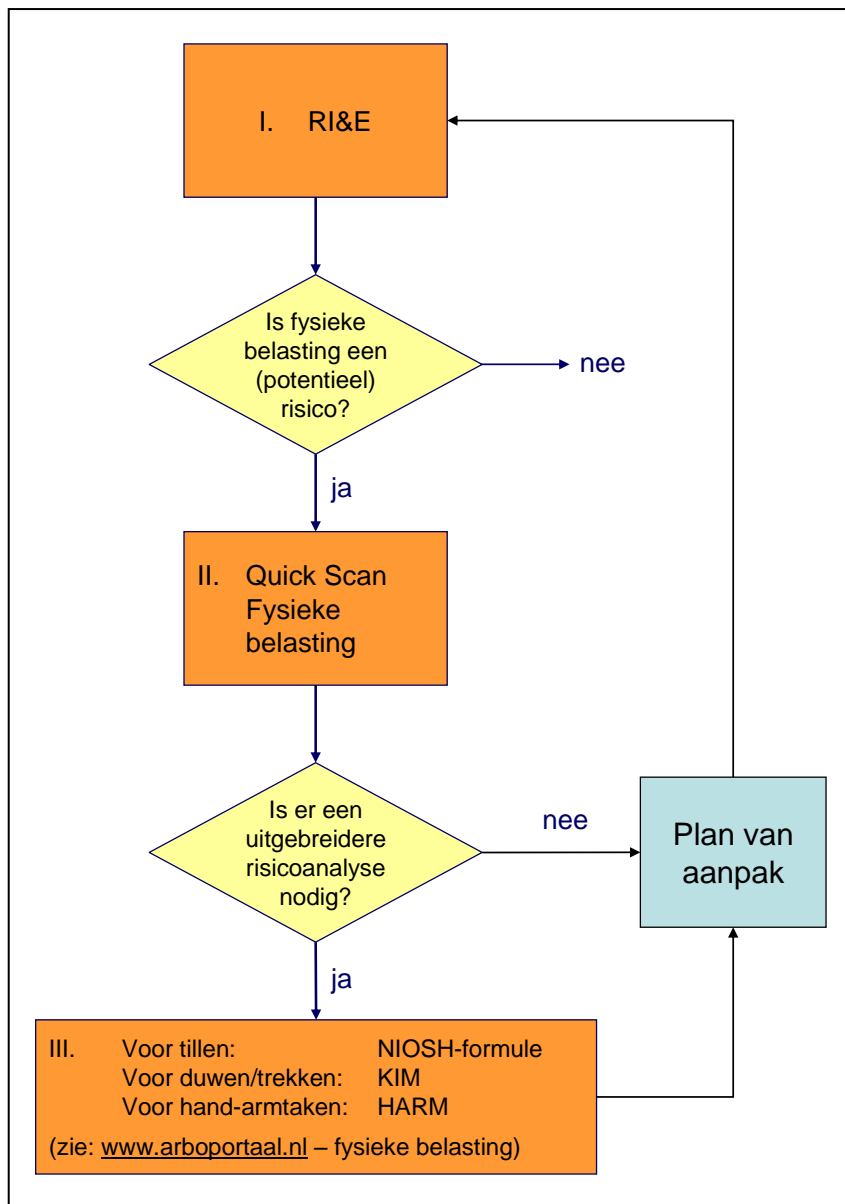 I. RI&E
Is fysieke
belasting een
(potentieel)
risico?
nee
ja
II. Quick Scan
Fysieke
belasting
Is er een
uitgebreidere
risicoanalyse
nodig?
nee
Plan van
aanpak
ja
III. Voor tillen: NIOSH-formule
Voor duwen/trekken: KIM
Voor hand-armtaken: HARM
(zie: www.arboportaal.nl – fysieke belasting)